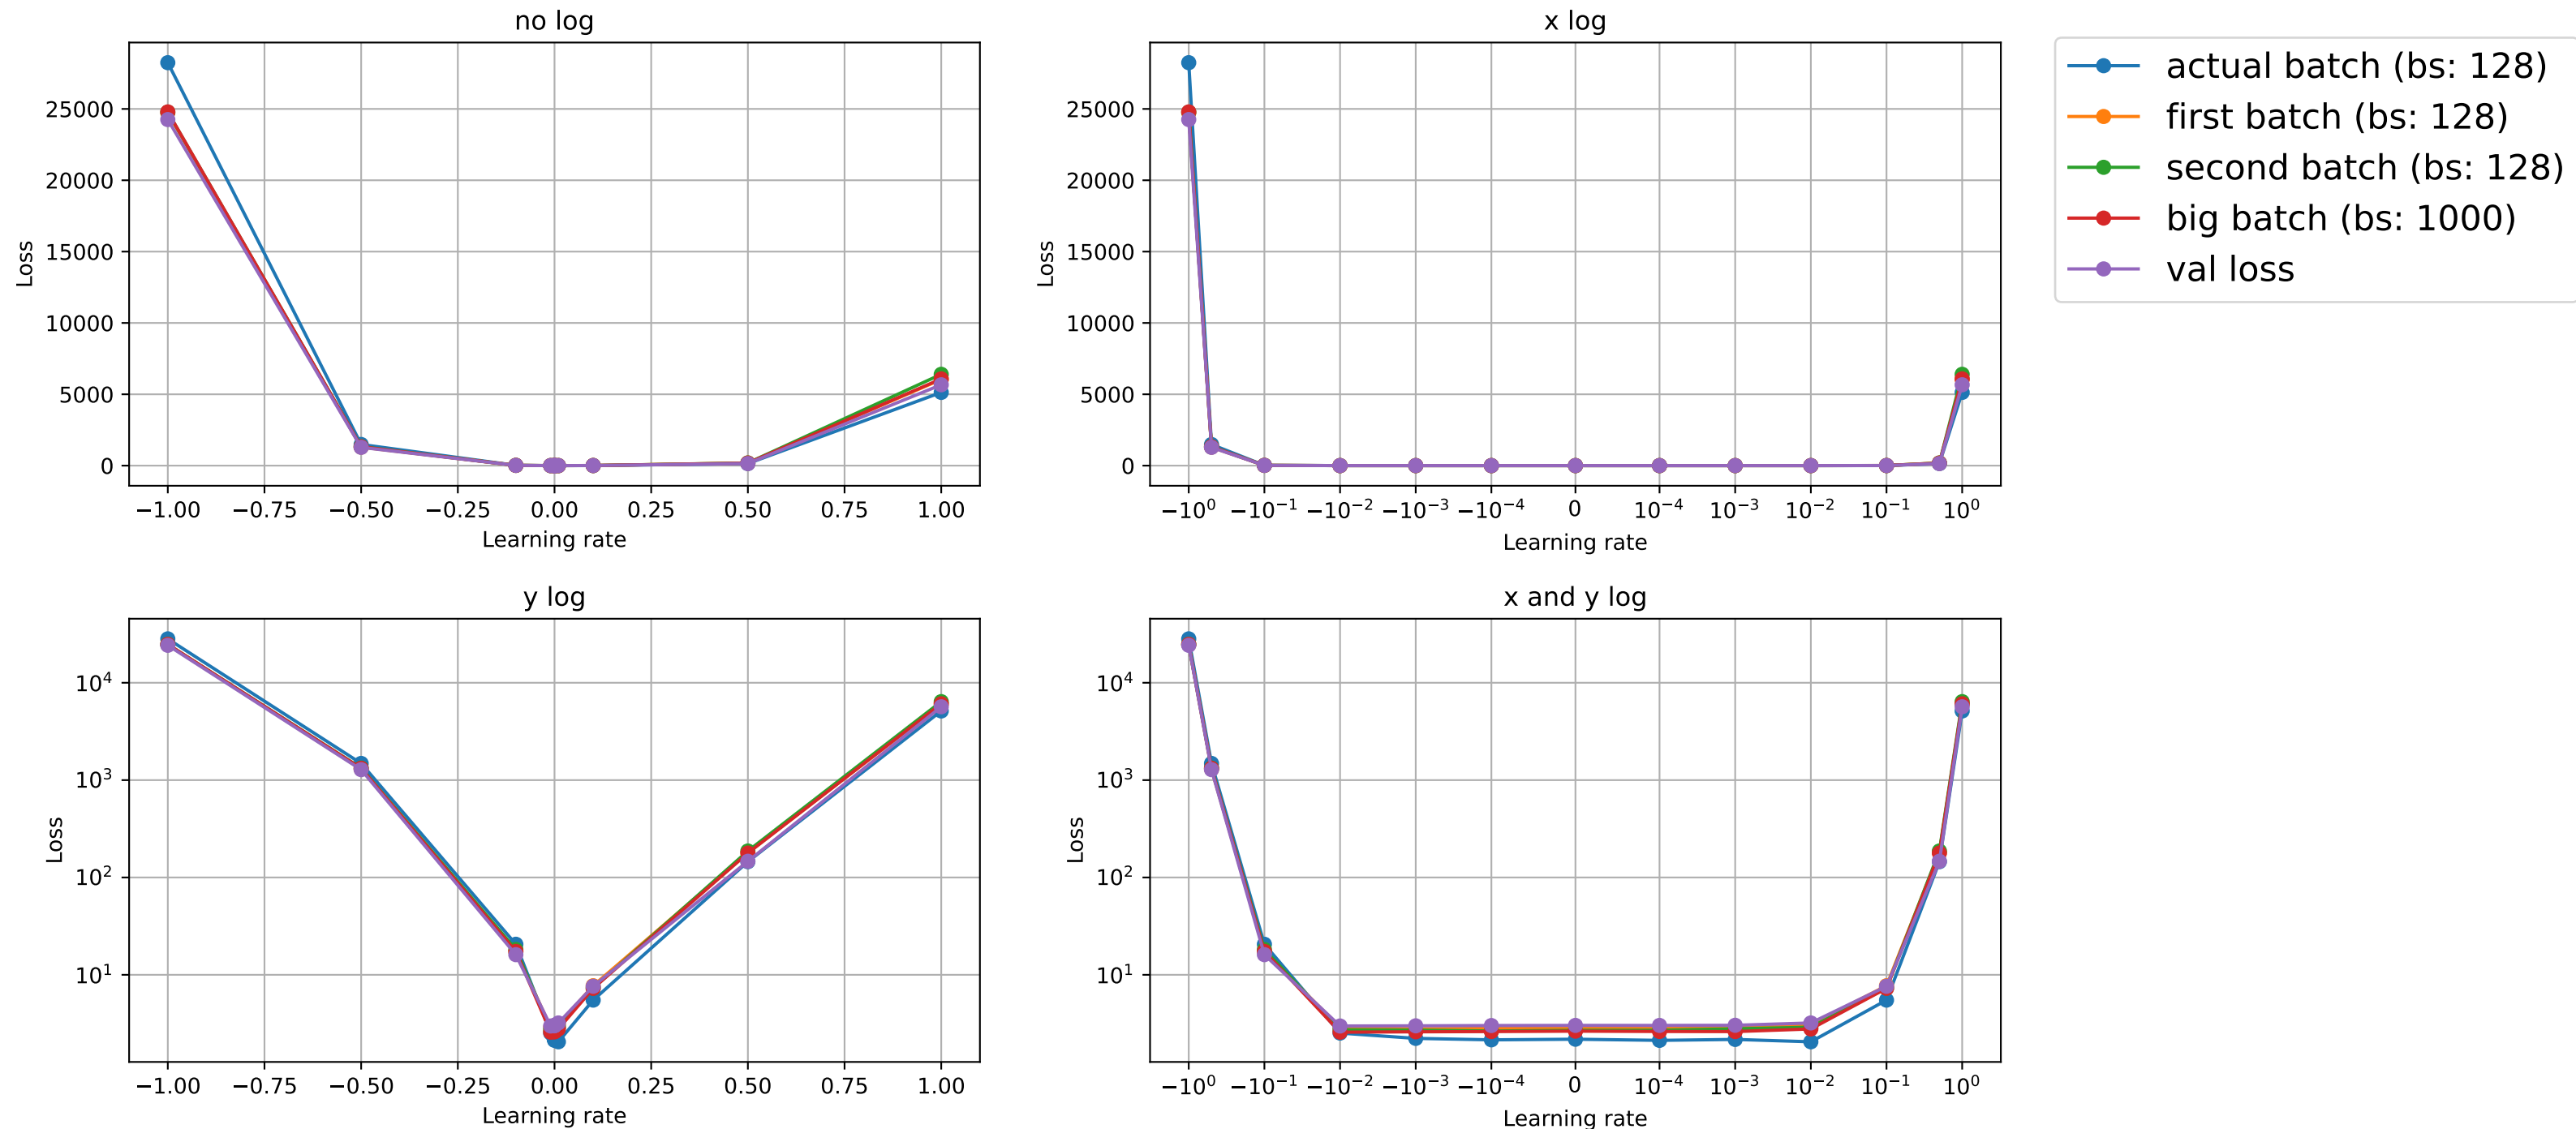 no log
Loss
25000
20000
15000
10000
5000
0
−1.00 −0.75 −0.50 −0.25 0.00 0.25 0.50 0.75 1.00
Learning rate
x log
Loss
25000
20000
15000
10000
5000
0
−10⁰ −10⁻¹ −10⁻² −10⁻³ −10⁻⁴ 0 10⁻⁴ 10⁻³ 10⁻² 10⁻¹ 10⁰
Learning rate
actual batch (bs: 128)
first batch (bs: 128)
second batch (bs: 128)
big batch (bs: 1000)
val loss
y log
Loss
10⁴
10³
10²
10¹
−1.00 −0.75 −0.50 −0.25 0.00 0.25 0.50 0.75 1.00
Learning rate
x and y log
Loss
10⁴
10³
10²
10¹
−10⁰ −10⁻¹ −10⁻² −10⁻³ −10⁻⁴ 0 10⁻⁴ 10⁻³ 10⁻² 10⁻¹ 10⁰
Learning rate